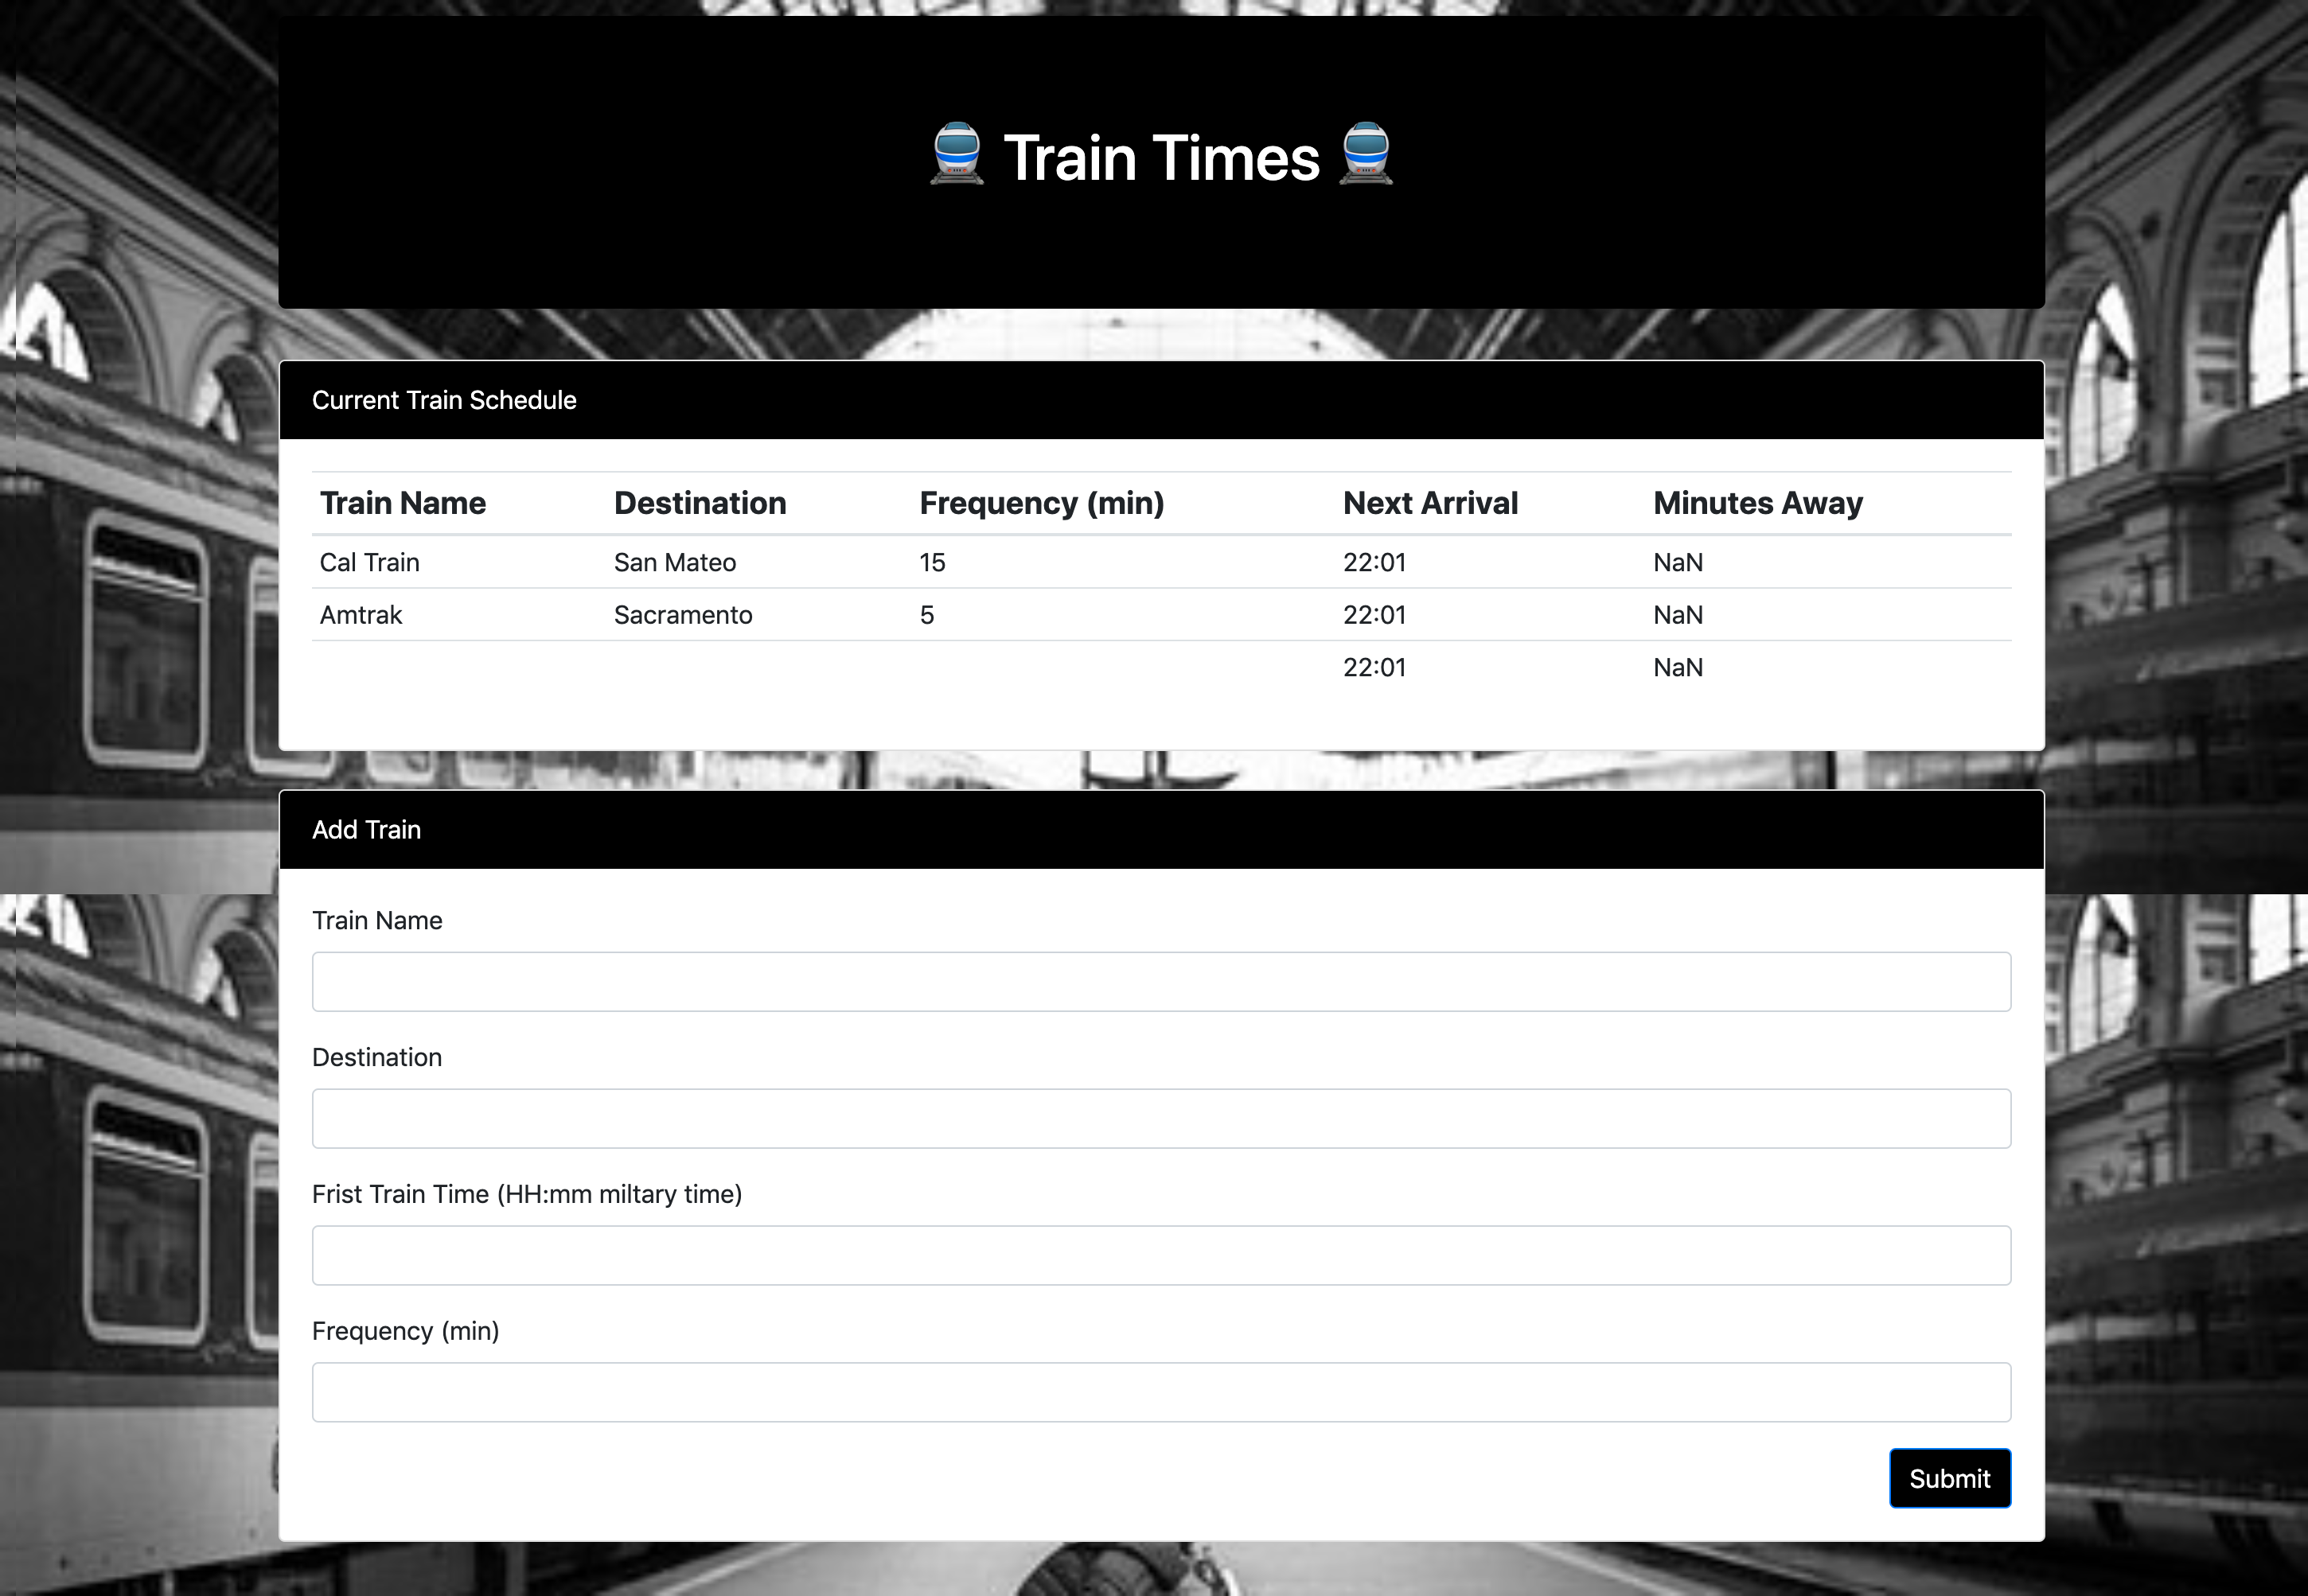 Train Times
Current Train Schedule
Train Name Destination Frequency (min) Next Arrival Minutes Away
Cal Train San Mateo 15 22:01 NaN
Amtrak Sacramento 5 22:01 NaN
22:01 NaN
Add Train
Train Name
Destination
Frist Train Time (HH:mm miltary time)
Frequency (min)
Submit